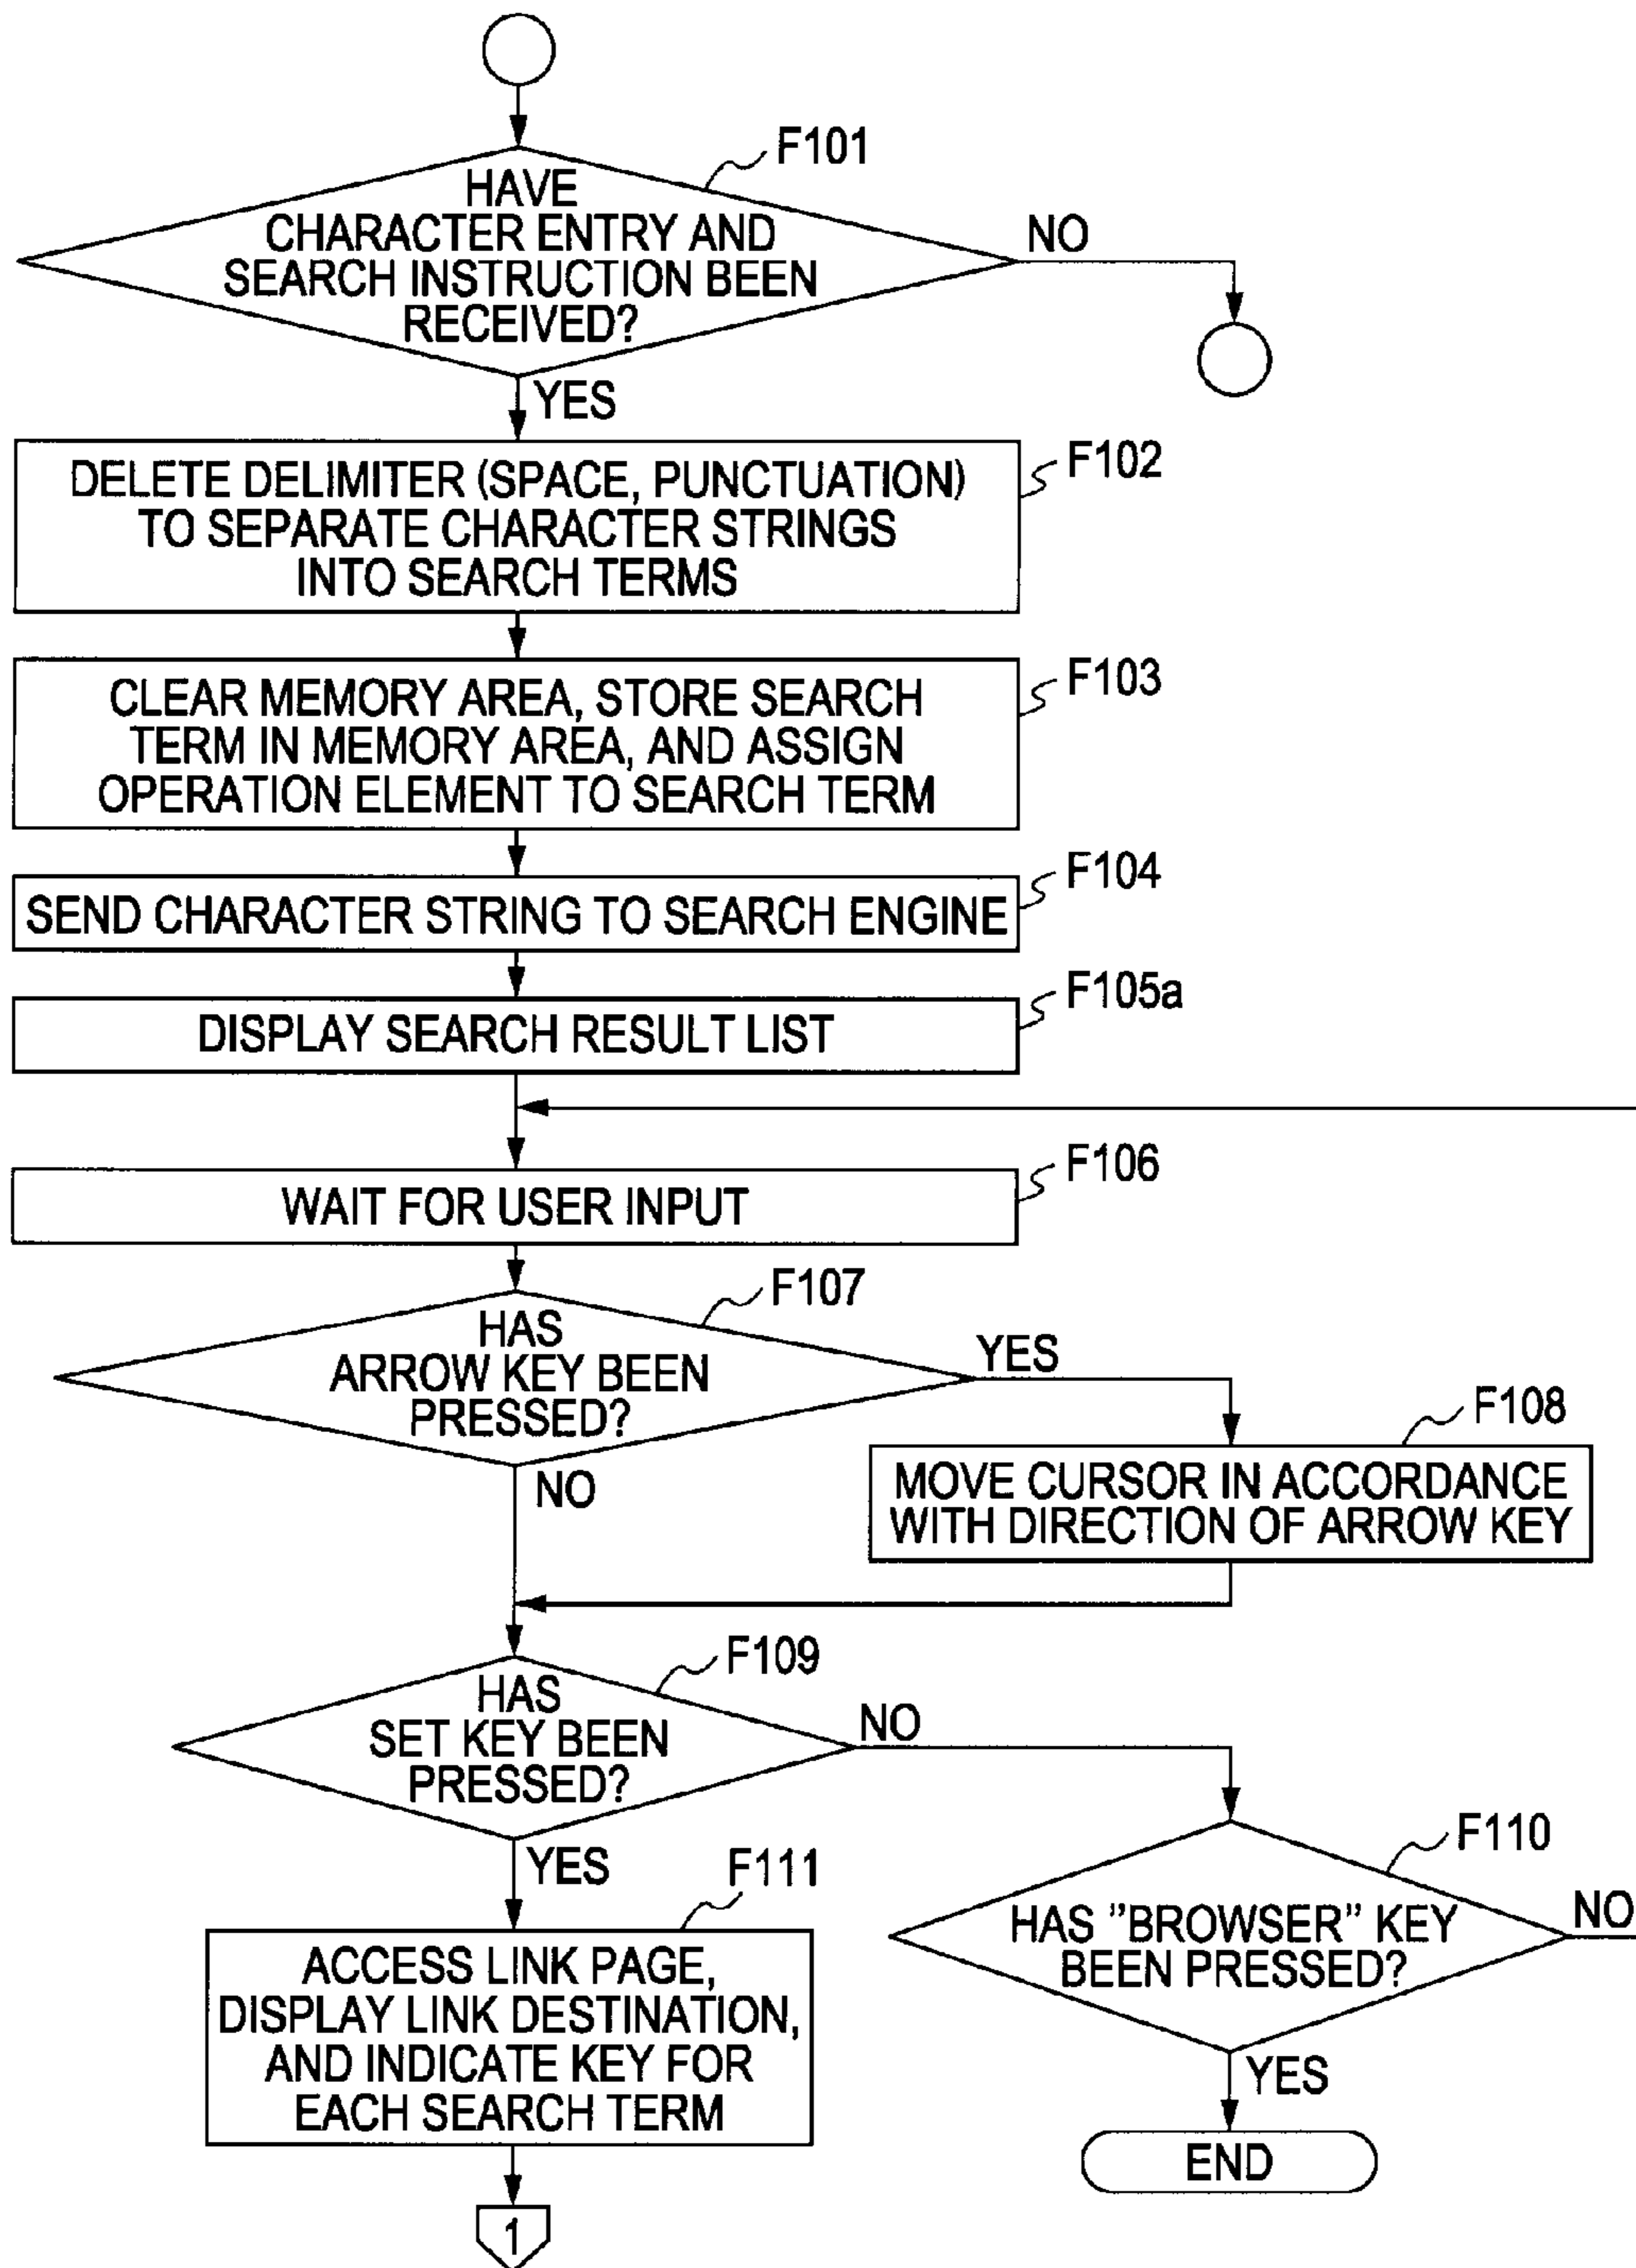 F101
HAVE
CHARACTER ENTRY AND
SEARCH INSTRUCTION BEEN
RECEIVED?
NO
YES
F102
DELETE DELIMITER (SPACE, PUNCTUATION)
TO SEPARATE CHARACTER STRINGS
INTO SEARCH TERMS
F103
CLEAR MEMORY AREA, STORE SEARCH
TERM IN MEMORY AREA, AND ASSIGN
OPERATION ELEMENT TO SEARCH TERM
F104
SEND CHARACTER STRING TO SEARCH ENGINE
F105a
DISPLAY SEARCH RESULT LIST
F106
WAIT FOR USER INPUT
F107
HAS
ARROW KEY BEEN
PRESSED?
YES
NO
F108
MOVE CURSOR IN ACCORDANCE
WITH DIRECTION OF ARROW KEY
F109
HAS
SET KEY BEEN
PRESSED?
NO
YES
F110
HAS "BROWSER" KEY
BEEN PRESSED?
NO
YES
END
F111
ACCESS LINK PAGE,
DISPLAY LINK DESTINATION,
AND INDICATE KEY FOR
EACH SEARCH TERM
1